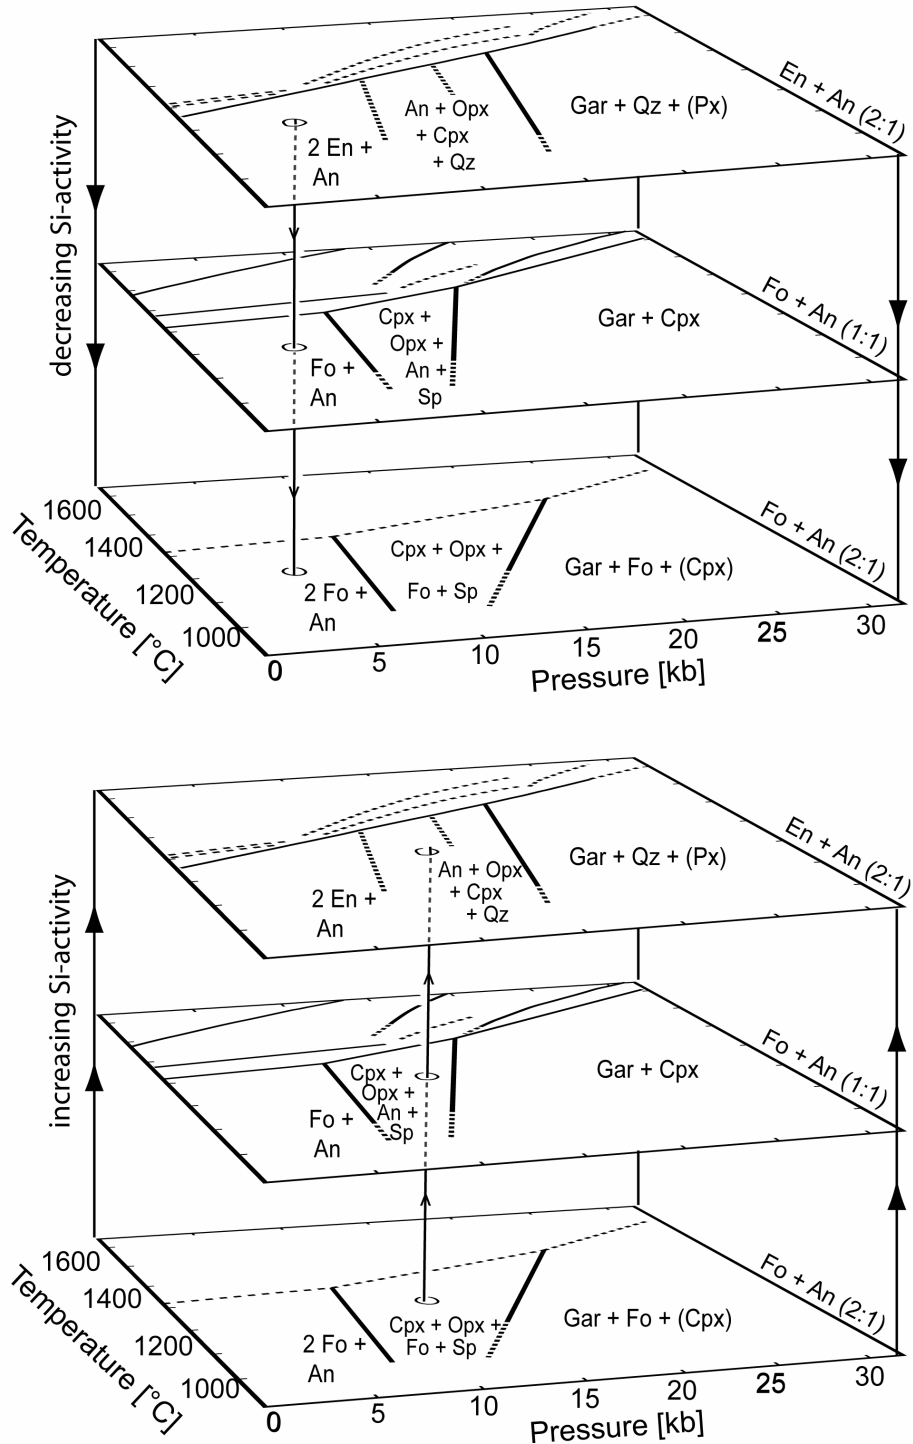 En + An (2:1)
An + Opx
+ Cpx
+ Qz
Gar + Qz + (Px)
2 En +
An
decreasing Si-activity
Fo + An (1:1)
Cpx +
Opx +
An +
Sp
Gar + Cpx
Fo +
An
Fo + An (2:1)
1600
1400
1200
1000
Temperature [°C]
Cpx + Opx +
Fo + Sp
Gar + Fo + (Cpx)
2 Fo +
An
0
5
10
15
20
25
30
Pressure [kb]
En + An (2:1)
An + Opx
+ Cpx
+ Qz
Gar + Qz + (Px)
2 En +
An
increasing Si-activity
Fo + An (1:1)
Cpx +
Opx +
An +
Sp
Gar + Cpx
Fo +
An
Fo + An (2:1)
1600
1400
1200
1000
Temperature [°C]
Cpx + Opx +
Fo + Sp
Gar + Fo + (Cpx)
2 Fo +
An
0
5
10
15
20
25
30
Pressure [kb]